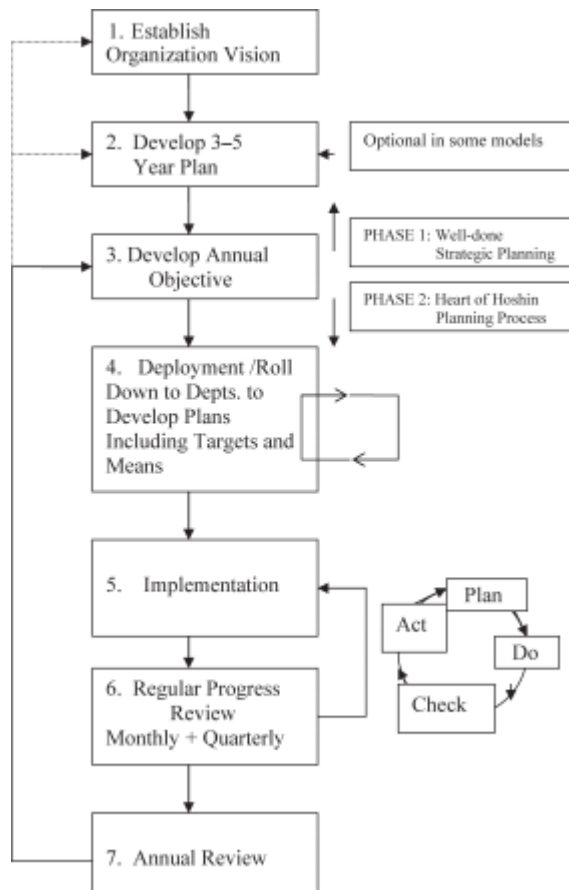 1. Establish
Organization Vision
2. Develop 3–5
Year Plan
Optional in some models
PHASE 1: Well-done
Strategic Planning
3. Develop Annual
Objective
PHASE 2: Heart of Hoshin
Planning Process
4. Deployment /Roll
Down to Depts. to
Develop Plans
Including Targets and
Means
5. Implementation
Plan
Act
Do
Check
6. Regular Progress
Review
Monthly + Quarterly
7. Annual Review